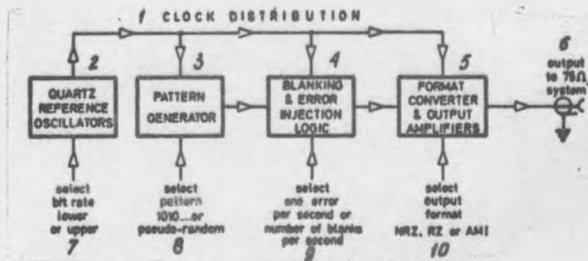 1 CLOCK DISTRIBUTION
2
3
4
5
6
output
to 75Ω
system
QUARTZ
REFERENCE
OSCILLATORS
PATTERN
GENERATOR
BLANKING
& ERROR
INJECTION
LOGIC
FORMAT
CONVERTER
& OUTPUT
AMPLIFIERS
select
bit rate
lower
or upper
7
select
pattern
1010....or
pseudo-random
8
select
one error
per second or
number of blanks
per second
9
select
output
format
NRZ, RZ or AMI
10